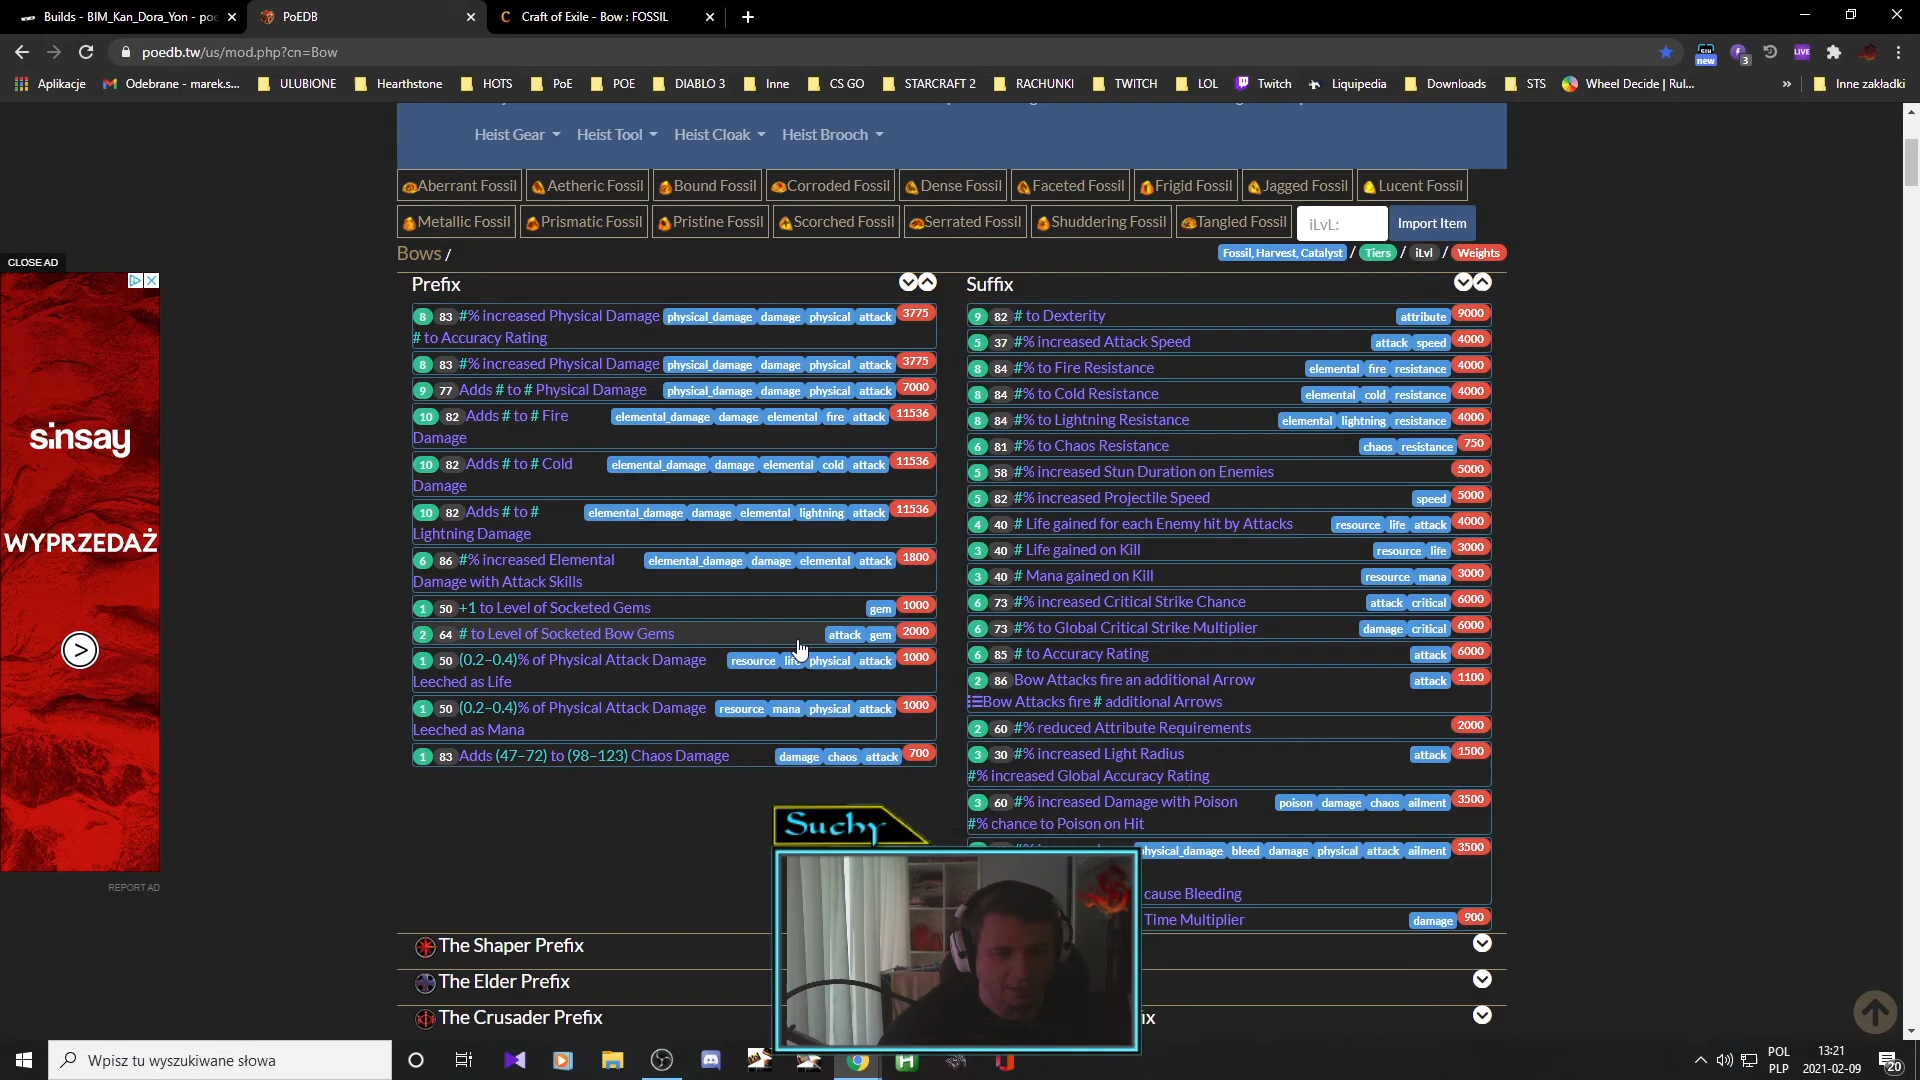 Builds - BIM_Kan_Dora_Yon - poe
PoEDB
Craft of Exile - Bow : FOSSIL
poedb.tw/us/mod.php?cn=Bow
new
3
LIVE
Aplikacje
Odebrane - marek.s...
ULUBIONE
Hearthstone
HOTS
PoE
POE
DIABLO 3
Inne
CS GO
STARCRAFT 2
RACHUNKI
TWITCH
LOL
Twitch
Liquipedia
Downloads
STS
Wheel Decide | Rul...
»
Inne zakładki
Heist Gear
Heist Tool
Heist Cloak
Heist Brooch
Aberrant Fossil
Aetheric Fossil
Bound Fossil
Corroded Fossil
Dense Fossil
Faceted Fossil
Frigid Fossil
Jagged Fossil
Lucent Fossil
Metallic Fossil
Prismatic Fossil
Pristine Fossil
Scorched Fossil
Serrated Fossil
Shuddering Fossil
Tangled Fossil
iLvL:
Import Item
Bows /
Fossil, Harvest, Catalyst / Tiers / iLvl / Weights
CLOSE AD
sinsay
WYPRZEDAŻ
>
REPORT AD
Prefix
8 83 #% increased Physical Damage physical_damage damage physical attack 3775
# to Accuracy Rating
8 83 #% increased Physical Damage physical_damage damage physical attack 3775
9 77 Adds # to # Physical Damage physical_damage damage physical attack 7000
10 82 Adds # to # Fire elemental_damage damage elemental fire attack 11536
Damage
10 82 Adds # to # Cold elemental_damage damage elemental cold attack 11536
Damage
10 82 Adds # to # elemental_damage damage elemental lightning attack 11536
Lightning Damage
6 86 #% increased Elemental elemental_damage damage elemental attack 1800
Damage with Attack Skills
1 50 +1 to Level of Socketed Gems gem 1000
2 64 # to Level of Socketed Bow Gems attack gem 2000
1 50 (0.2–0.4)% of Physical Attack Damage resource life physical attack 1000
Leeched as Life
1 50 (0.2–0.4)% of Physical Attack Damage resource mana physical attack 1000
Leeched as Mana
1 83 Adds (47–72) to (98–123) Chaos Damage damage chaos attack 700
Suffix
9 82 # to Dexterity attribute 9000
5 37 #% increased Attack Speed attack speed 4000
8 84 #% to Fire Resistance elemental fire resistance 4000
8 84 #% to Cold Resistance elemental cold resistance 4000
8 84 #% to Lightning Resistance elemental lightning resistance 4000
6 81 #% to Chaos Resistance chaos resistance 750
5 58 #% increased Stun Duration on Enemies 5000
5 82 #% increased Projectile Speed speed 5000
4 40 # Life gained for each Enemy hit by Attacks resource life attack 4000
3 40 # Life gained on Kill resource life 3000
3 40 # Mana gained on Kill resource mana 3000
6 73 #% increased Critical Strike Chance attack critical 6000
6 73 #% to Global Critical Strike Multiplier damage critical 6000
6 85 # to Accuracy Rating attack 6000
2 86 Bow Attacks fire an additional Arrow attack 1100
Bow Attacks fire # additional Arrows
2 60 #% reduced Attribute Requirements 2000
3 30 #% increased Light Radius attack 1500
#% increased Global Accuracy Rating
3 60 #% increased Damage with Poison poison damage chaos ailment 3500
#% chance to Poison on Hit
physical_damage bleed damage physical attack ailment 3500
cause Bleeding
Time Multiplier damage 900
Suchy
The Shaper Prefix
The Elder Prefix
The Crusader Prefix
Wpisz tu wyszukiwane słowa
POL
PLP
13:21
2021-02-09
20